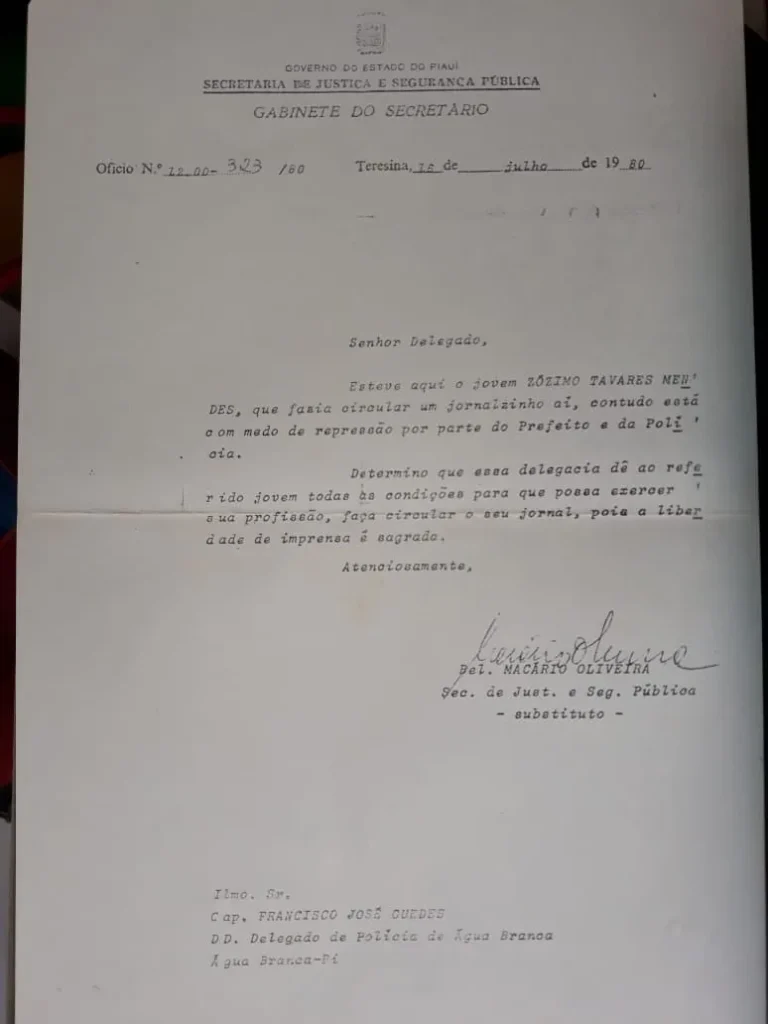 GOVERNO DO ESTADO DO PIAUÍ
SECRETARIA DE JUSTIÇA E SEGURANÇA PÚBLICA
GABINETE DO SECRETÁRIO
Ofício N.º 12.00- 323 /80 Teresina, de julho de 19 80
Senhor Delegado,
Esteve aqui o jovem ZÓZIMO TAVARES MEN'
DES, que fazia circular um jornalzinho aí, contudo está
com medo de repressão por parte do Prefeito e da Polí '
cia.
Determino que essa delegacia dê ao refe
rido jovem todas às condições para que possa exercer '
sua profissão, faça circular o seu jornal, pois a liber
dade de imprensa é sagrada.
Atenciosamente,
Bel. MACÁRIO OLIVEIRA
Sec. de Just. e Seg. Pública
- substituto -
Ilmo. Sr.
Cap. FRANCISCO JOSÉ GUEDES
DD. Delegado de Polícia de Água Branca
Água Branca-Pi